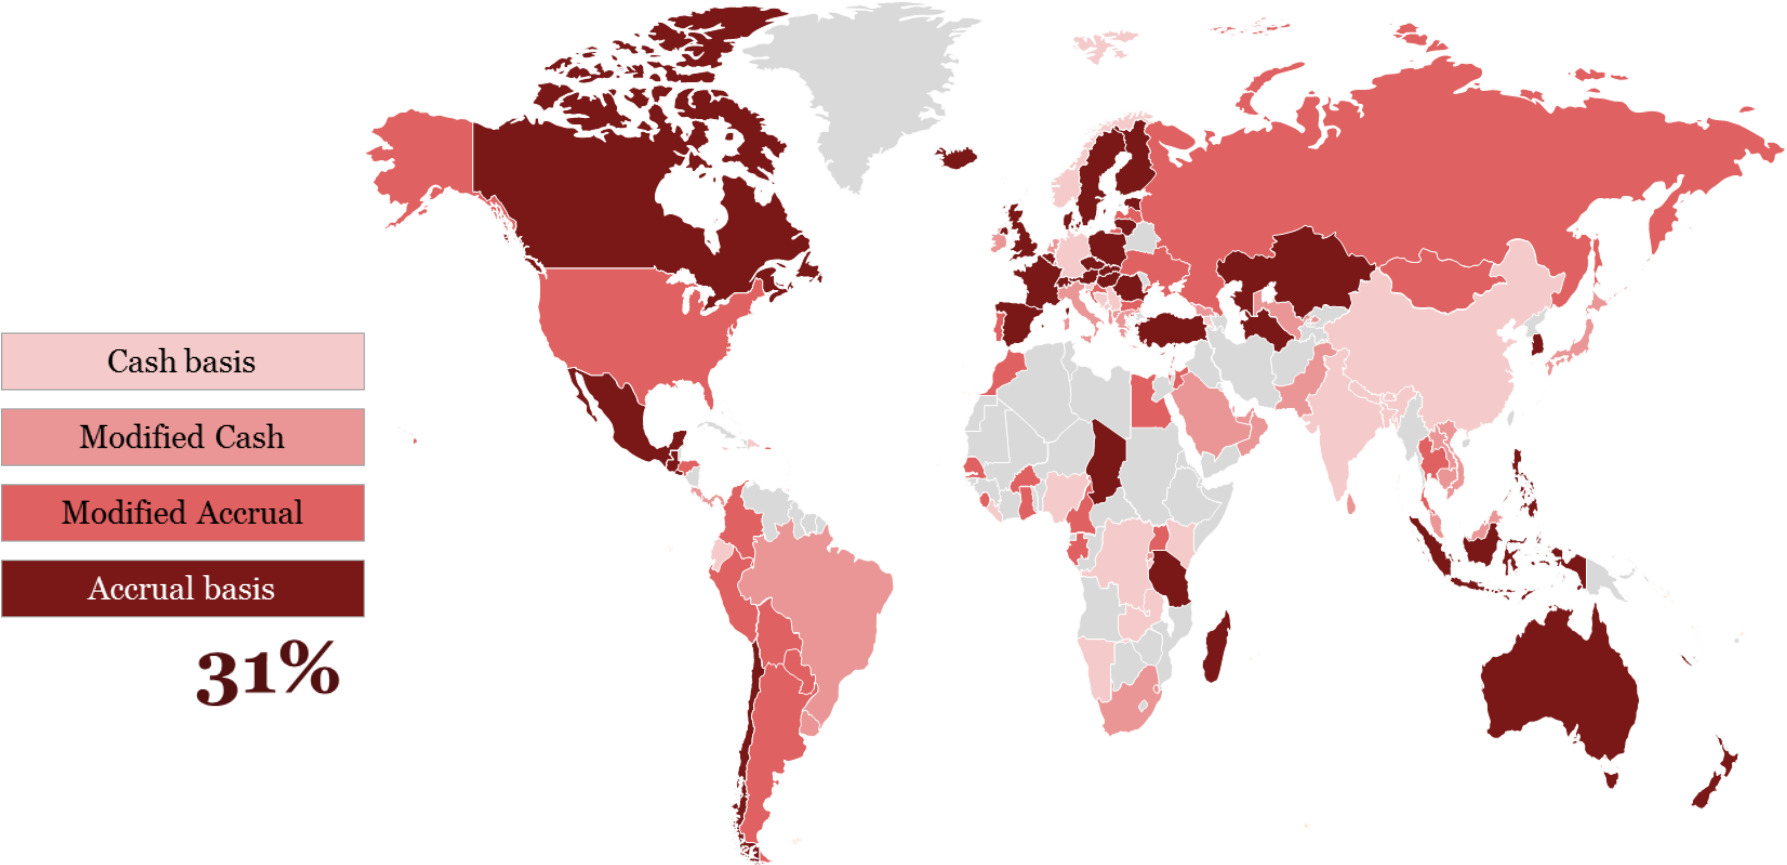 Cash basis
Modified Cash
Modified Accrual
Accrual basis
31%